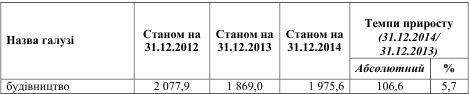 Назва галузі
Станом на
31.12.2012
Станом на
31.12.2013
Станом на
31.12.2014
Темпи приросту
(31.12.2014/
31.12.2013)
Абсолютний %
будівництво 2 077,9 1 869,0 1 975,6 106,6 5,7